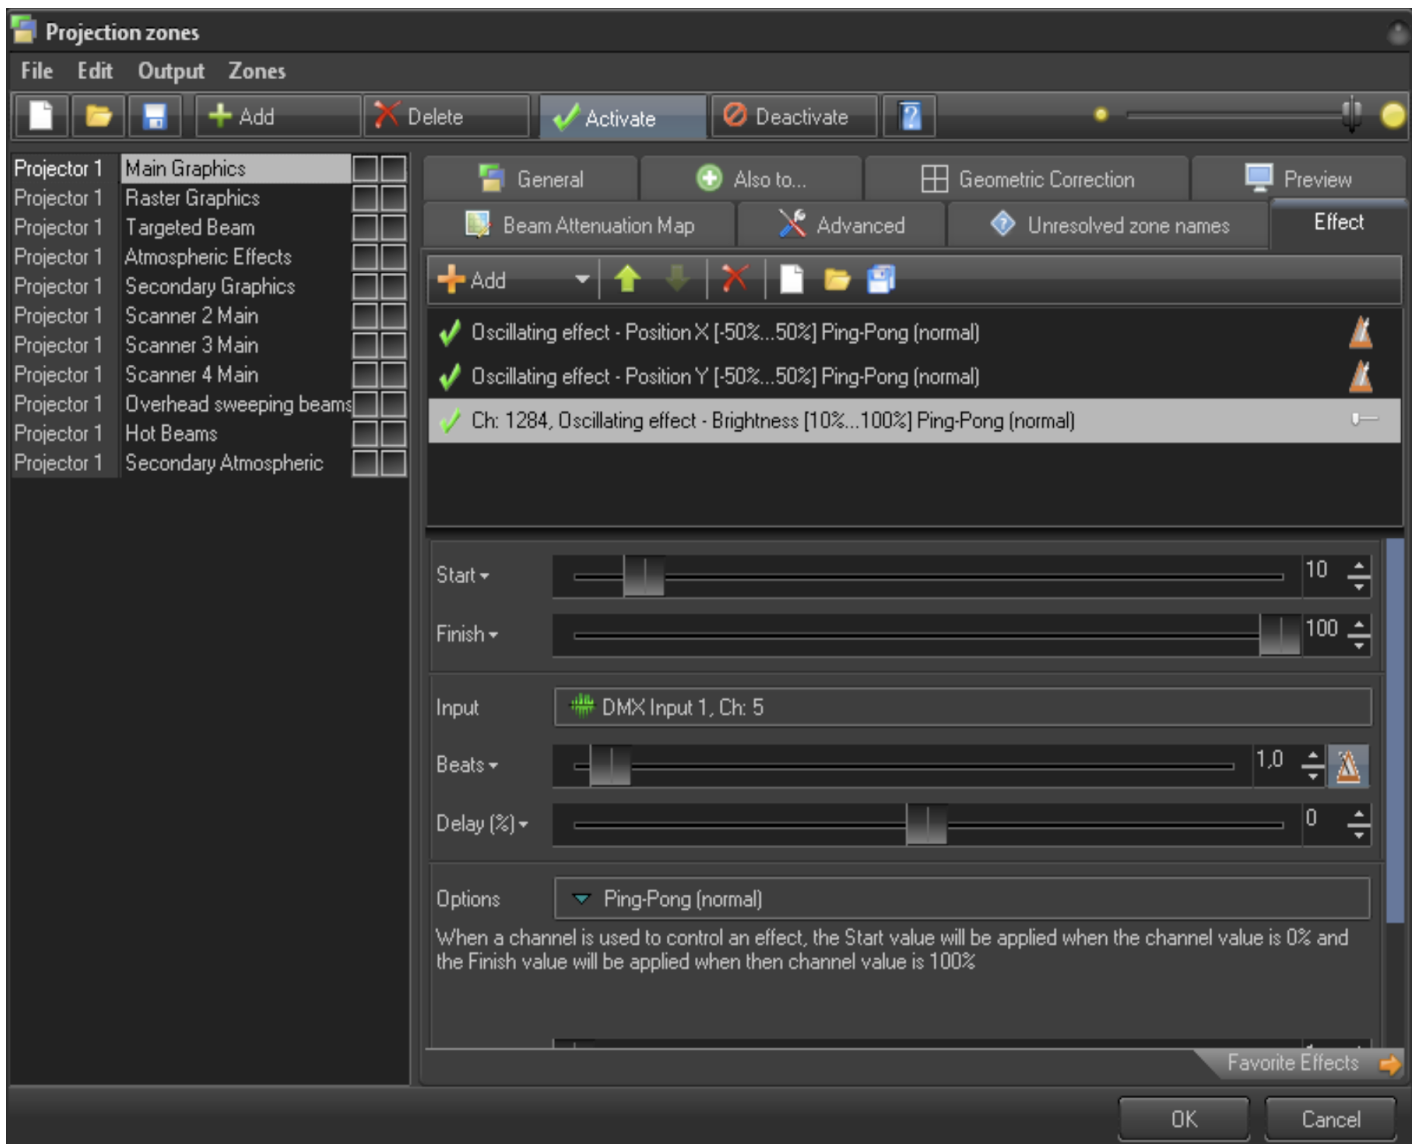 Projection zones
File Edit Output Zones
Add Delete Activate Deactivate
Projector 1 Main Graphics
Projector 1 Raster Graphics
Projector 1 Targeted Beam
Projector 1 Atmospheric Effects
Projector 1 Secondary Graphics
Projector 1 Scanner 2 Main
Projector 1 Scanner 3 Main
Projector 1 Scanner 4 Main
Projector 1 Overhead sweeping beams
Projector 1 Hot Beams
Projector 1 Secondary Atmospheric
General Also to... Geometric Correction Preview
Beam Attenuation Map Advanced Unresolved zone names Effect
Add
Oscillating effect - Position X [-50%...50%] Ping-Pong (normal)
Oscillating effect - Position Y [-50%...50%] Ping-Pong (normal)
Ch: 1284, Oscillating effect - Brightness [10%...100%] Ping-Pong (normal)
Start 10
Finish 100
Input DMX Input 1, Ch: 5
Beats 1,0
Delay (%) 0
Options Ping-Pong (normal)
When a channel is used to control an effect, the Start value will be applied when the channel value is 0% and
the Finish value will be applied when then channel value is 100%
Favorite Effects
OK Cancel